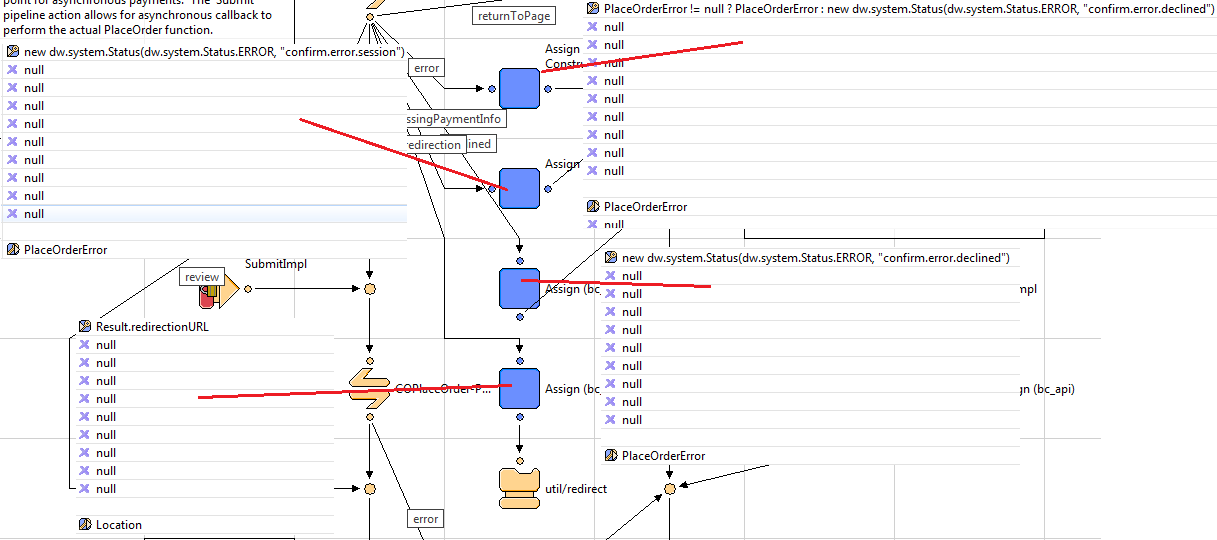 point for asynchronous payments. The 'Submit'
pipeline action allows for asynchronous callback to
perform the actual PlaceOrder function.
new dw.system.Status(dw.system.Status.ERROR, "confirm.error.session")
null
null
null
null
null
null
null
null
null
PlaceOrderError
returnToPage
Assign
Constr
error
ssingPaymentInfo
redirection
ined
Assign
PlaceOrderError != null ? PlaceOrderError : new dw.system.Status(dw.system.Status.ERROR, "confirm.error.declined")
null
null
null
null
null
null
null
null
null
PlaceOrderError
null
SubmitImpl
review
Assign (bc_
mpl
new dw.system.Status(dw.system.Status.ERROR, "confirm.error.declined")
null
null
null
null
null
null
null
null
null
PlaceOrderError
Result.redirectionURL
null
null
null
null
null
null
null
null
null
Location
COPlaceOrder-P...
Assign (bc_
gn (bc_api)
util/redirect
error